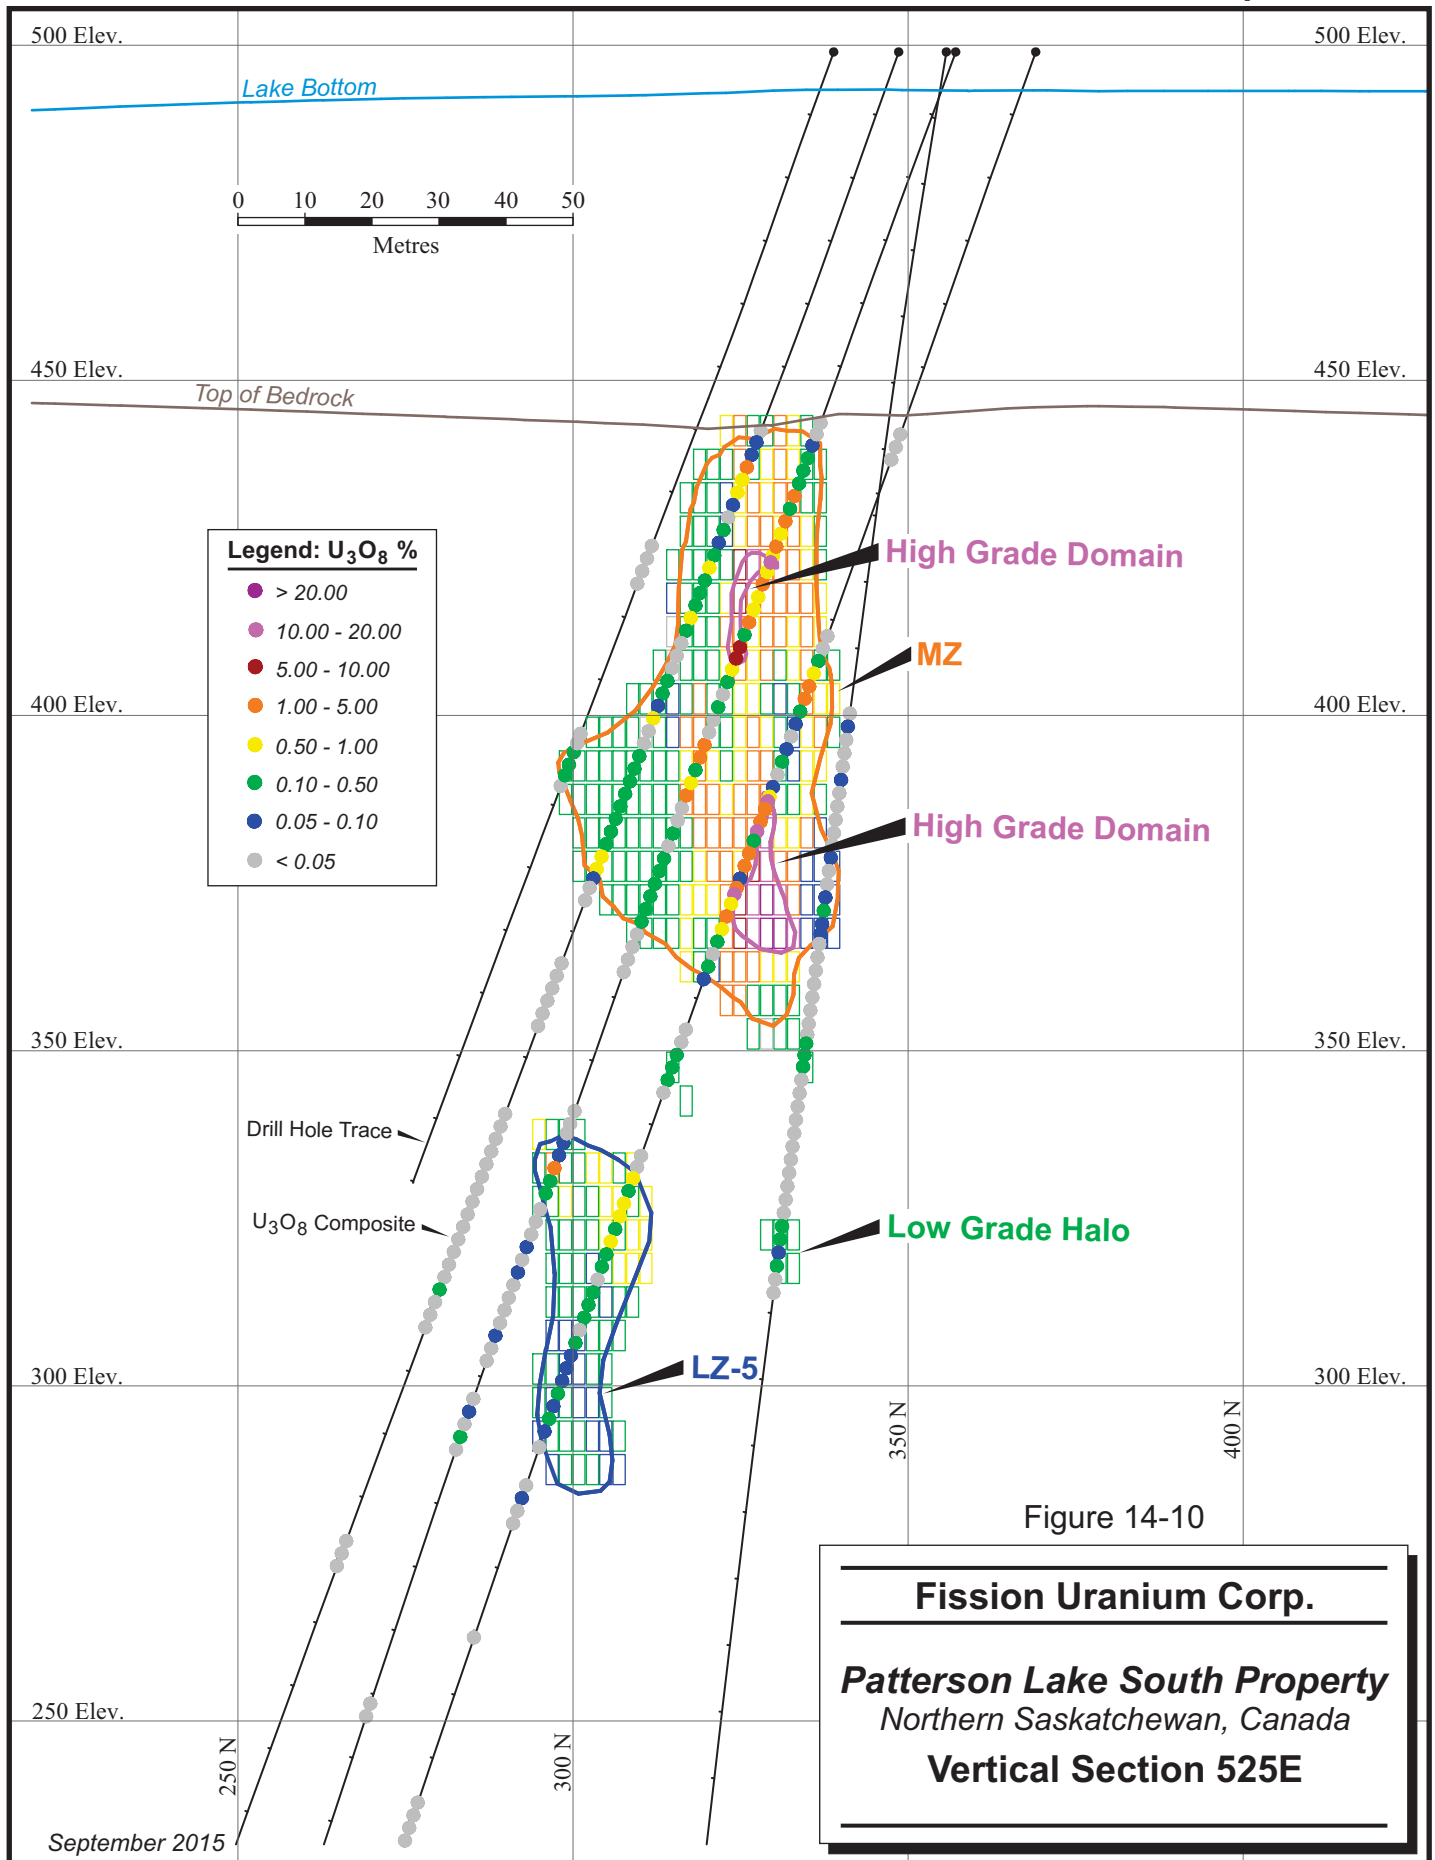 500 Elev.
500 Elev.
Lake Bottom
0 10 20 30 40 50
Metres
450 Elev.
450 Elev.
Top of Bedrock
Legend: U3O8 %
> 20.00
10.00 - 20.00
5.00 - 10.00
1.00 - 5.00
0.50 - 1.00
0.10 - 0.50
0.05 - 0.10
< 0.05
High Grade Domain
MZ
400 Elev.
400 Elev.
High Grade Domain
350 Elev.
350 Elev.
Drill Hole Trace
U3O8 Composite
Low Grade Halo
LZ-5
300 Elev.
300 Elev.
350 N
400 N
250 Elev.
250 N
300 N
Figure 14-10
Fission Uranium Corp.
Patterson Lake South Property
Northern Saskatchewan, Canada
Vertical Section 525E
September 2015